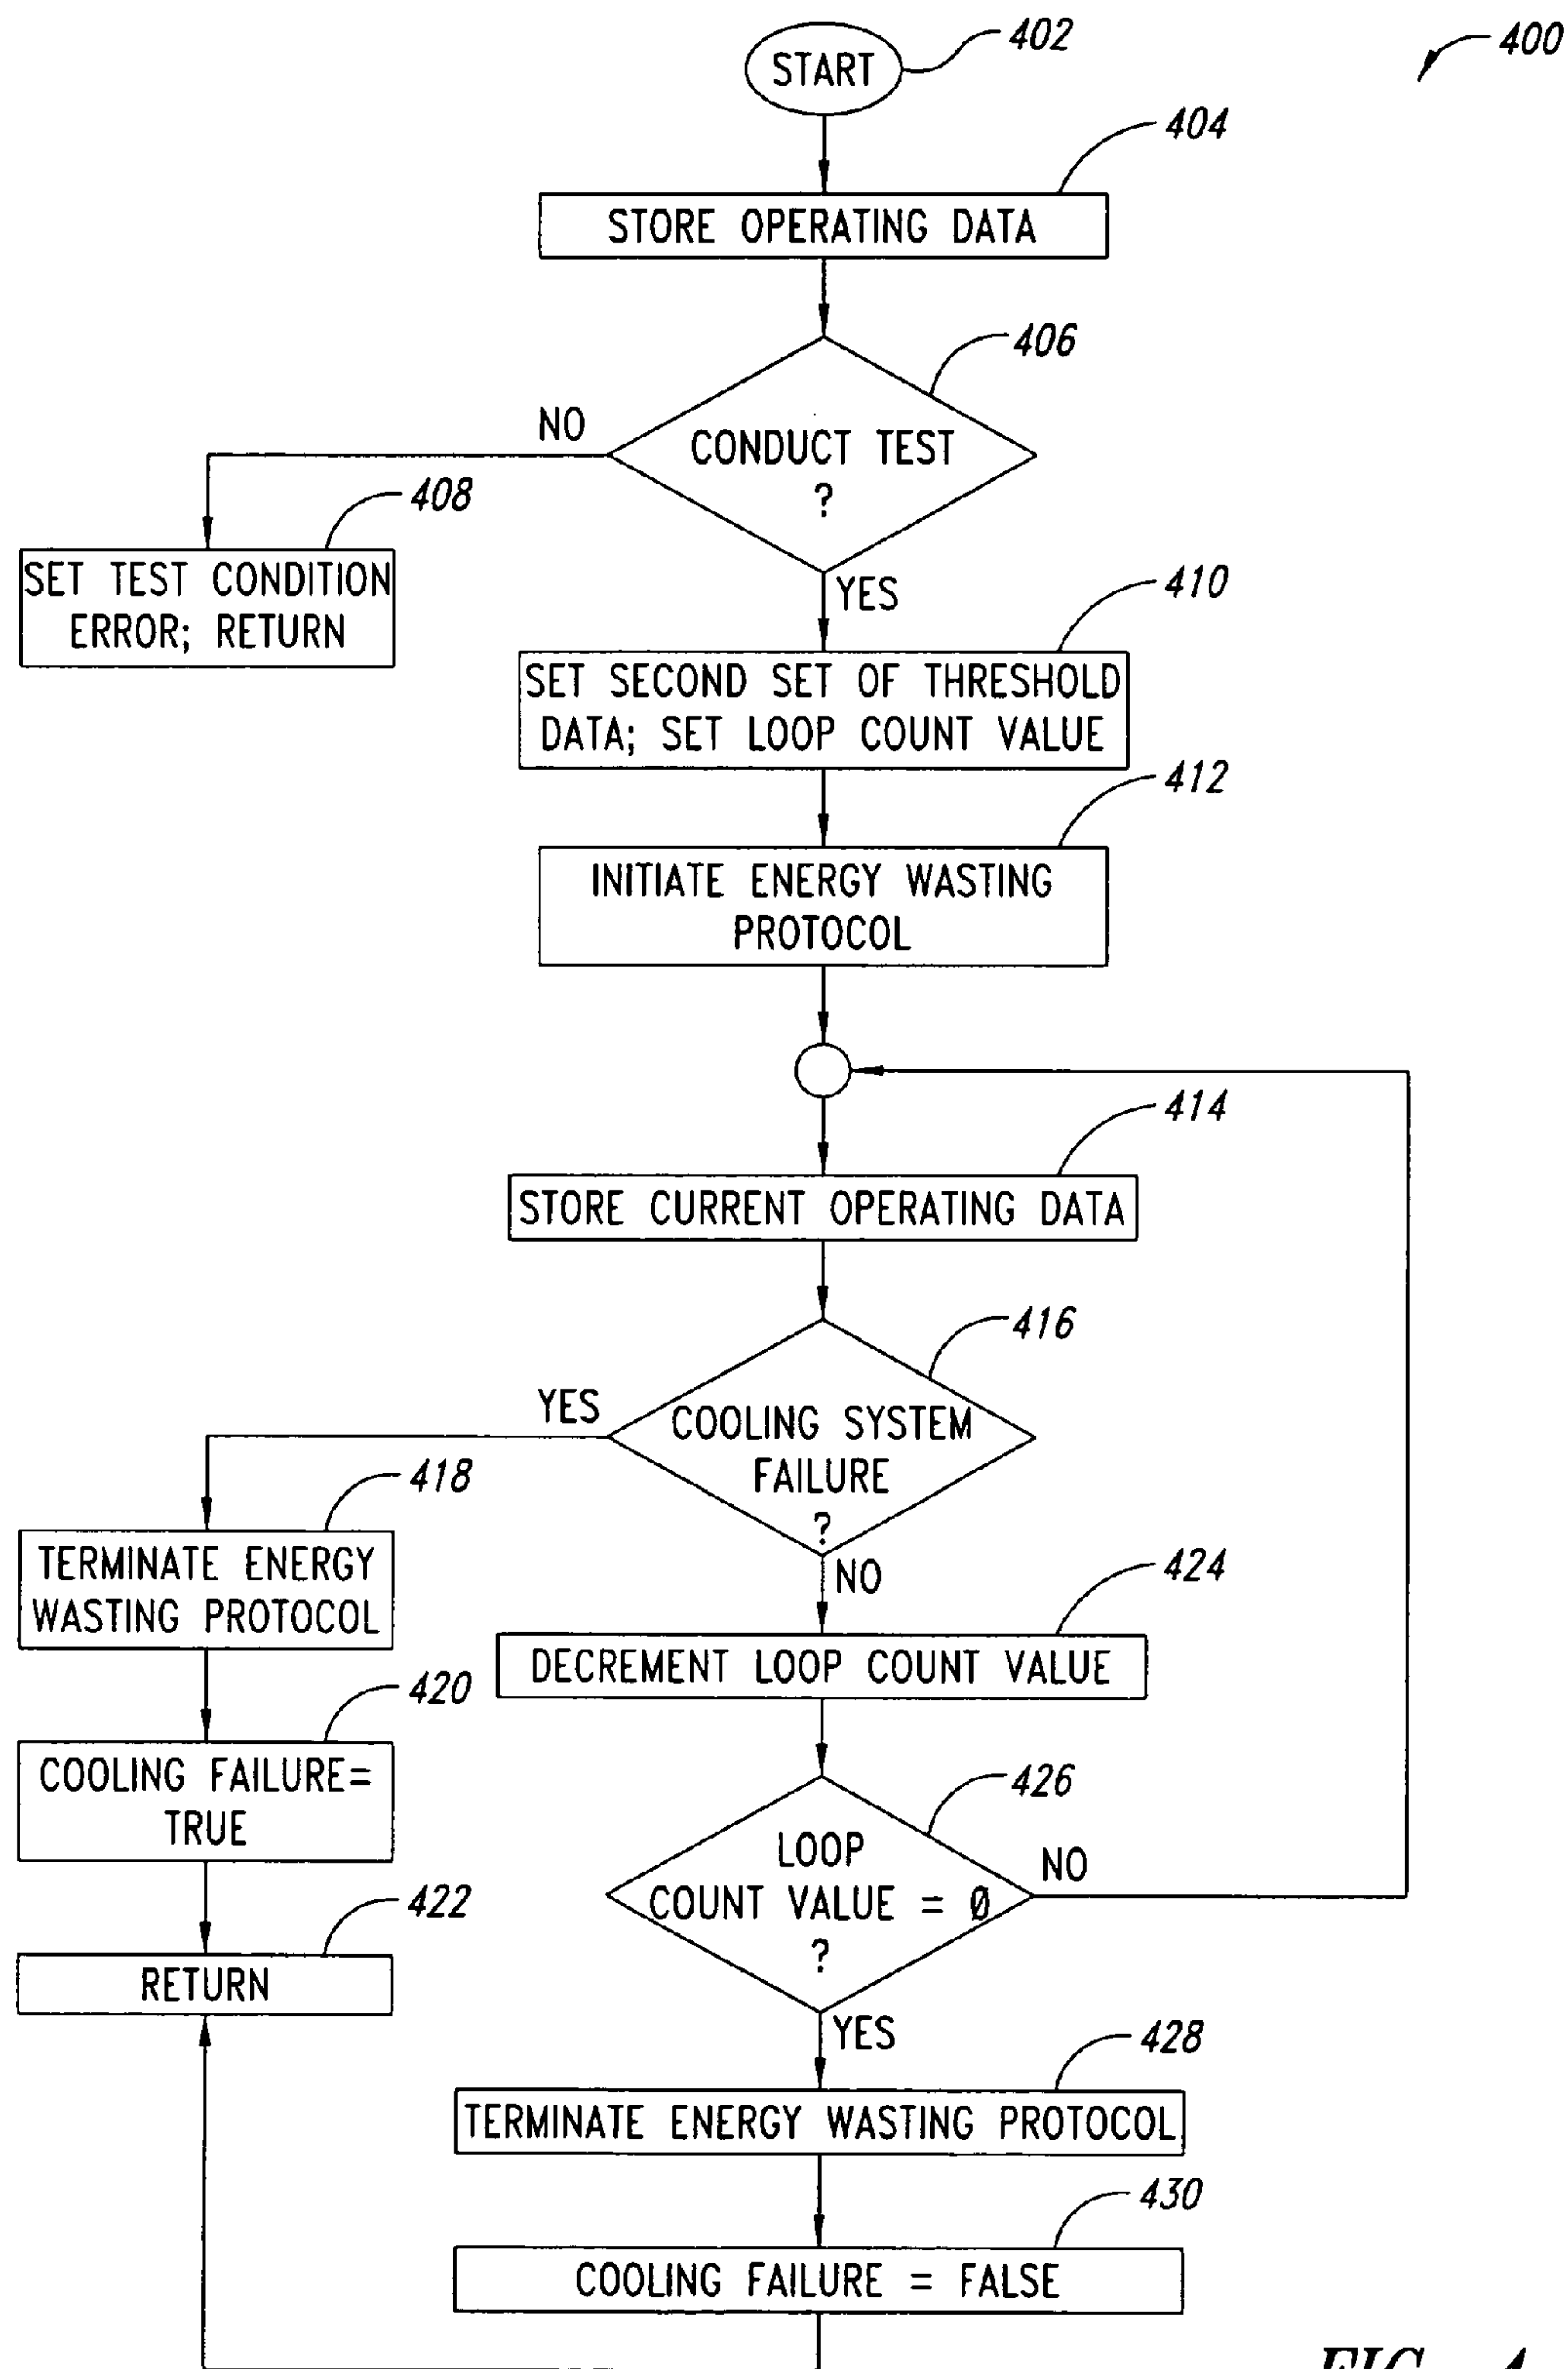 START
402
400
404
STORE OPERATING DATA
406
NO
CONDUCT TEST
?
408
SET TEST CONDITION
ERROR; RETURN
YES
410
SET SECOND SET OF THRESHOLD
DATA; SET LOOP COUNT VALUE
412
INITIATE ENERGY WASTING
PROTOCOL
414
STORE CURRENT OPERATING DATA
416
YES
COOLING SYSTEM
FAILURE
?
418
TERMINATE ENERGY
WASTING PROTOCOL
NO
424
DECREMENT LOOP COUNT VALUE
420
COOLING FAILURE=
TRUE
426
LOOP
COUNT VALUE = Ø
?
NO
422
RETURN
YES
428
TERMINATE ENERGY WASTING PROTOCOL
430
COOLING FAILURE = FALSE
FIG. 4